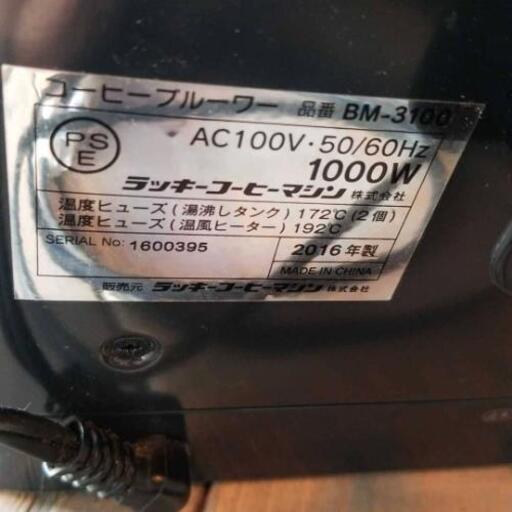 コーヒーブルーワー 品番 BM-3100
PSE
AC100V・50/60Hz
1000W
ラッキーコーヒーマシン株式会社
温度ヒューズ(湯沸しタンク)172℃(2個)
温度ヒューズ(温風ヒーター)192℃
SERIAL No: 1600395
2016年製
MADE IN CHINA
販売元 ラッキーコーヒーマシン株式会社